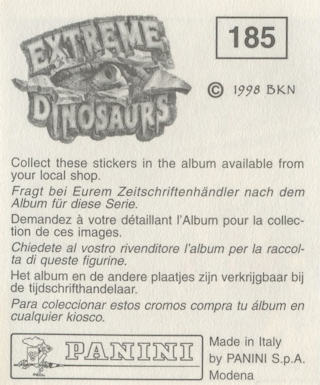 EXTREME
DINOSAURS
185
© 1998 BKN
Collect these stickers in the album available from
your local shop.
Fragt bei Eurem Zeitschriftenhändler nach dem
Album für diese Serie.
Demandez à votre détaillant l'Album pour la collec-
tion de ces images.
Chiedete al vostro rivenditore l'album per la raccol-
ta di queste figurine.
Het album en de andere plaatjes zijn verkrijgbaar bij
de tijdschrifthandelaar.
Para coleccionar estos cromos compra tu álbum en
cualquier kiosco.
PANINI
Made in Italy
by PANINI S.p.A.
Modena